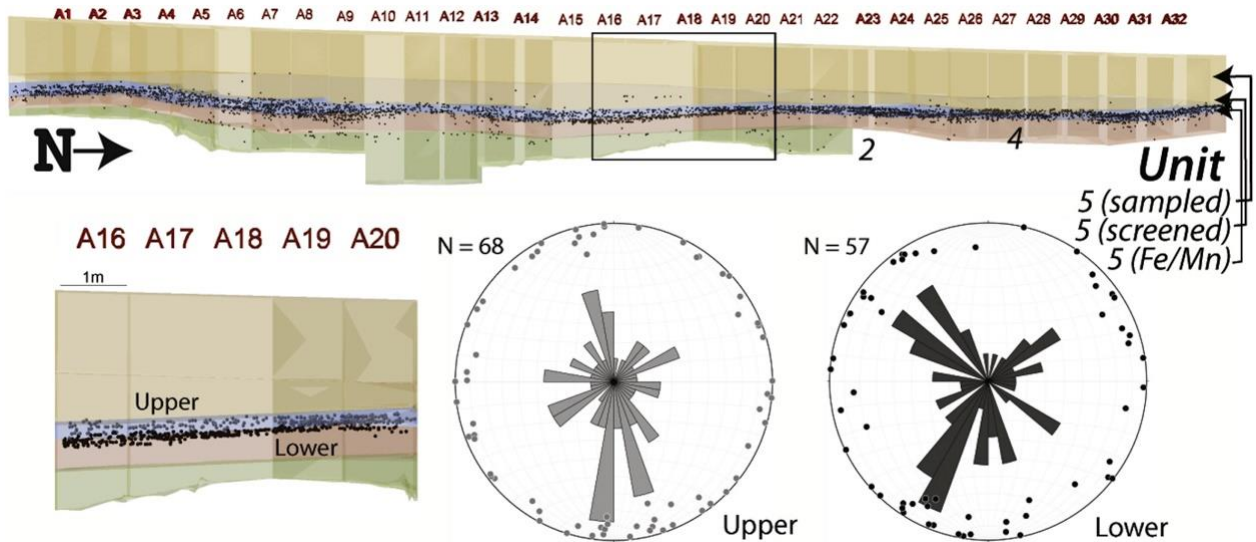 A1 A2 A3 A4 A5 A6 A7 A8 A9 A10 A11 A12 A13 A14 A15 A16 A17 A18 A19 A20 A21 A22 A23 A24 A25 A26 A27 A28 A29 A30 A31 A32
N
2
4
Unit
5 (sampled)
5 (screened)
5 (Fe/Mn)
A16 A17 A18 A19 A20
1m
Upper
Lower
N = 68
Upper
N = 57
Lower